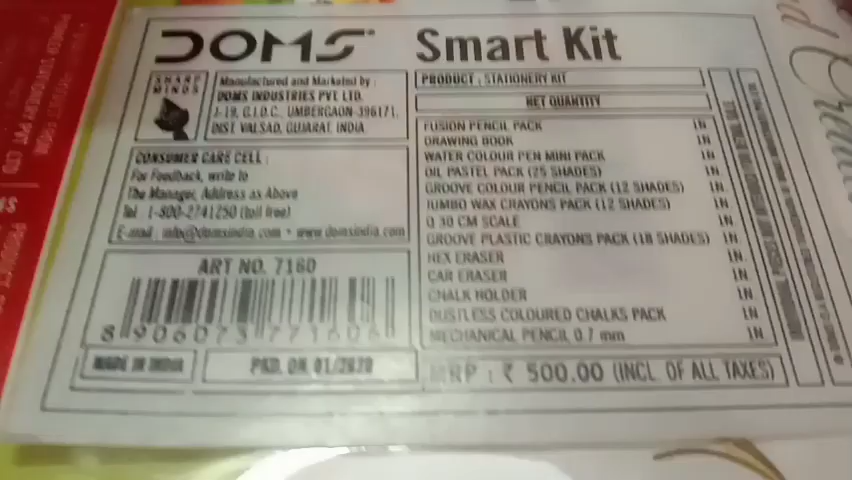 DOMS Smart Kit
SHARP
MINDS
Manufactured and Marketed by :
DOMS INDUSTRIES PVT. LTD.
J-19, G.I.D.C., UMBERGAON-396171,
DIST. VALSAD, GUJARAT, INDIA.
CONSUMER CARE CELL :
For Feedback, write to
The Manager, Address as Above
Tel : 1-800-2741250 (toll free)
E-mail : info@domsindia.com • www.domsindia.com
ART NO. 7160
8 906073 771606
MADE IN INDIA
PKD. ON
PRODUCT : STATIONERY KIT
NET QUANTITY
FUSION PENCIL PACK 1N
DRAWING BOOK 1N
WATER COLOUR PEN MINI PACK 1N
OIL PASTEL PACK (25 SHADES) 1N
GROOVE COLOUR PENCIL PACK (12 SHADES) 1N
JUMBO WAX CRAYONS PACK (12 SHADES) 1N
Q 30 CM SCALE 1N
GROOVE PLASTIC CRAYONS PACK (18 SHADES) 1N
HEX ERASER 1N
CAR ERASER 1N
CHALK HOLDER 1N
DUSTLESS COLOURED CHALKS PACK 1N
MECHANICAL PENCIL 0.7 mm 1N
MRP : ₹ 500.00 (INCL. OF ALL TAXES)